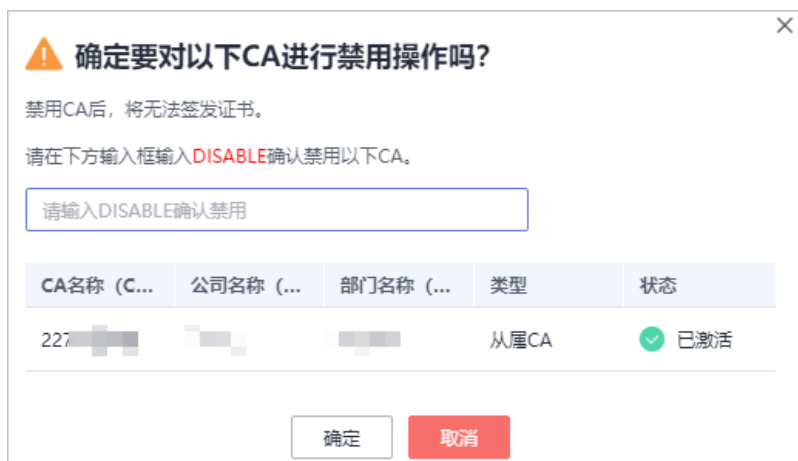 确定要对以下CA进行禁用操作吗?
禁用CA后，将无法签发证书。
请在下方输入框输入DISABLE确认禁用以下CA。
请输入DISABLE确认禁用
CA名称（C... 公司名称（... 部门名称（... 类型 状态
227 从属CA 已激活
确定 取消